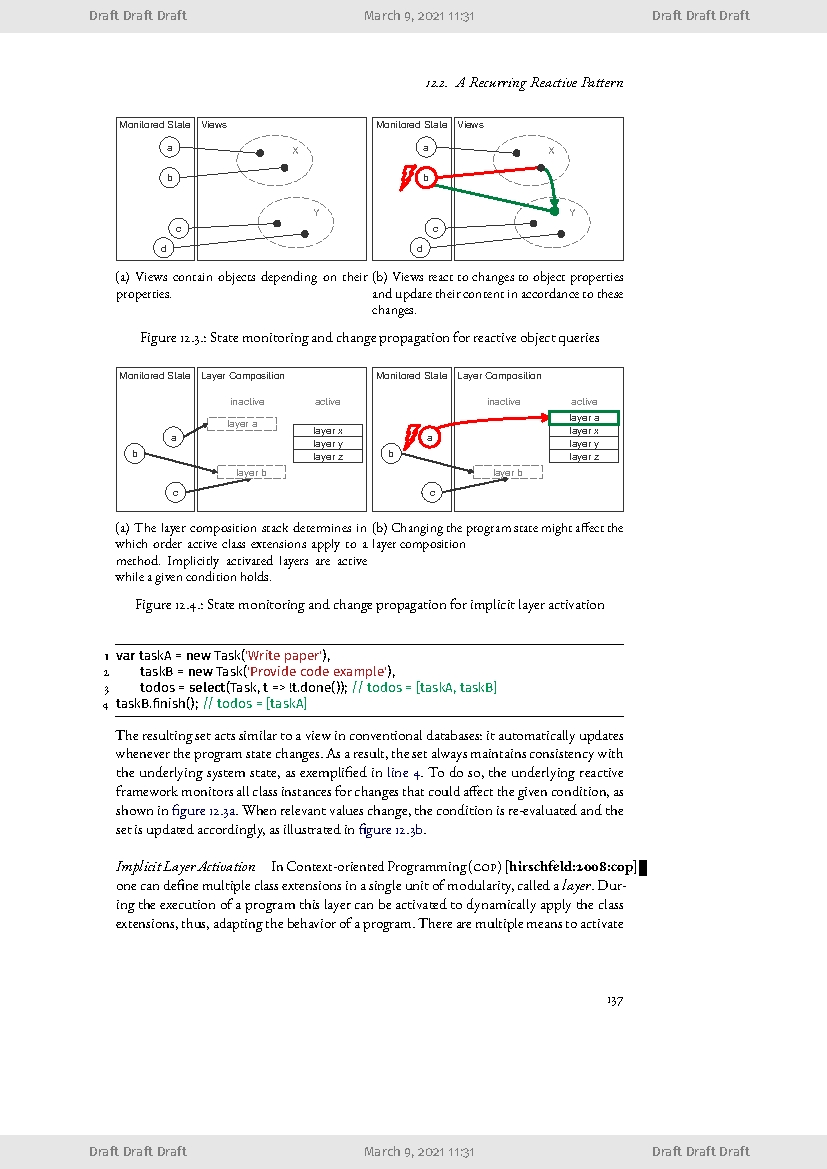 Draft Draft Draft March 9, 2021 11:31 Draft Draft Draft
12.2. A Recurring Reactive Pattern
Monitored State Views
a
b
c
d
X
Y
Monitored State Views
a
b
c
d
X
Y
(a) Views contain objects depending on their
properties.
(b) Views react to changes to object properties
and update their content in accordance to these
changes.
Figure 12.3.: State monitoring and change propagation for reactive object queries
Monitored State Layer Composition
inactive active
layer a
a
b
c
layer x
layer y
layer z
layer b
Monitored State Layer Composition
inactive active
layer a
a
b
c
layer x
layer y
layer z
layer b
(a) The layer composition stack determines in
which order active class extensions apply to a
method. Implicitly activated layers are active
while a given condition holds.
(b) Changing the program state might affect the
layer composition
Figure 12.4.: State monitoring and change propagation for implicit layer activation
1 var taskA = new Task('Write paper'),
2 taskB = new Task('Provide code example'),
3 todos = select(Task, t => !t.done()); // todos = [taskA, taskB]
4 taskB.finish(); // todos = [taskA]
The resulting set acts similar to a view in conventional databases: it automatically updates
whenever the program state changes. As a result, the set always maintains consistency with
the underlying system state, as exemplified in line 4. To do so, the underlying reactive
framework monitors all class instances for changes that could affect the given condition, as
shown in figure 12.3a. When relevant values change, the condition is re-evaluated and the
set is updated accordingly, as illustrated in figure 12.3b.
Implicit Layer Activation In Context-oriented Programming (COP) [hirschfeld:2008:cop]
one can define multiple class extensions in a single unit of modularity, called a layer. Dur-
ing the execution of a program this layer can be activated to dynamically apply the class
extensions, thus, adapting the behavior of a program. There are multiple means to activate
137
Draft Draft Draft March 9, 2021 11:31 Draft Draft Draft